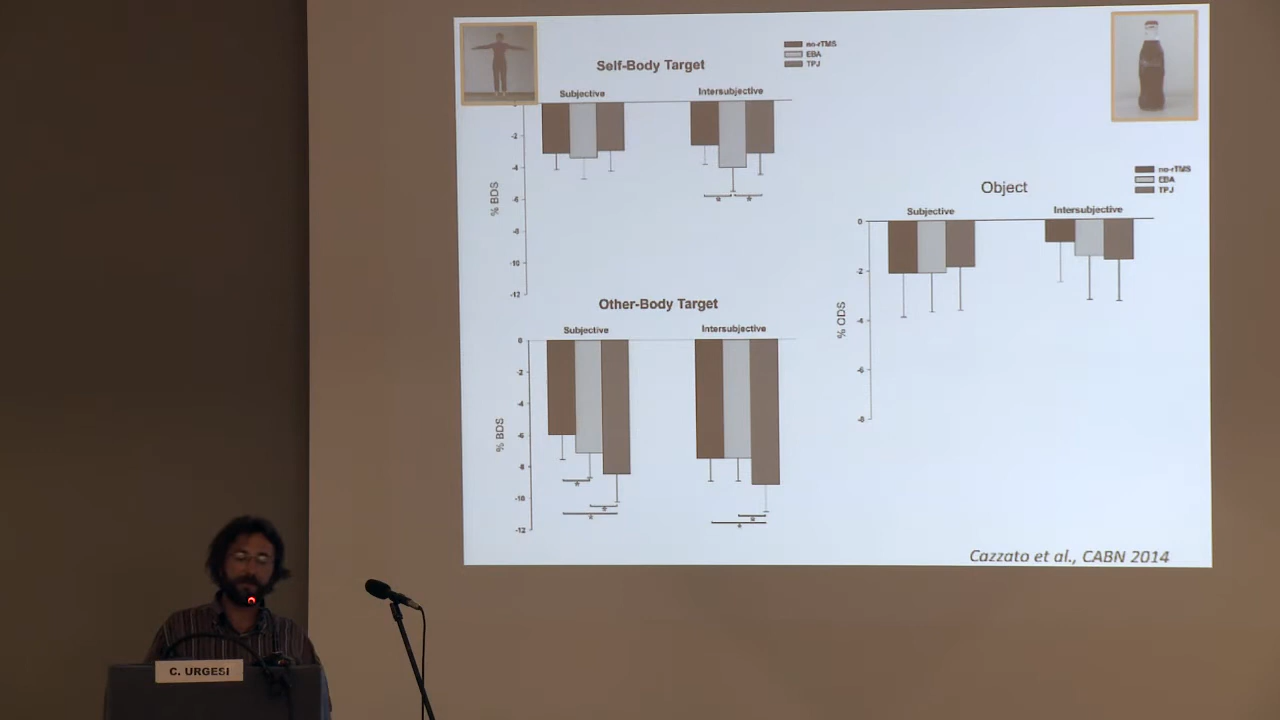 Self-Body Target
no-rTMS
EBA
TPJ
Subjective
Intersubjective
% BDS
-2
-4
-6
-8
-10
-12
*
*
Other-Body Target
Subjective
Intersubjective
% BDS
0
-2
-4
-6
-8
-10
-12
*
*
*
*
*
Object
no-rTMS
EBA
TPJ
Subjective
Intersubjective
% ODS
0
-2
-4
-6
-8
Cazzato et al., CABN 2014
C. URGESI